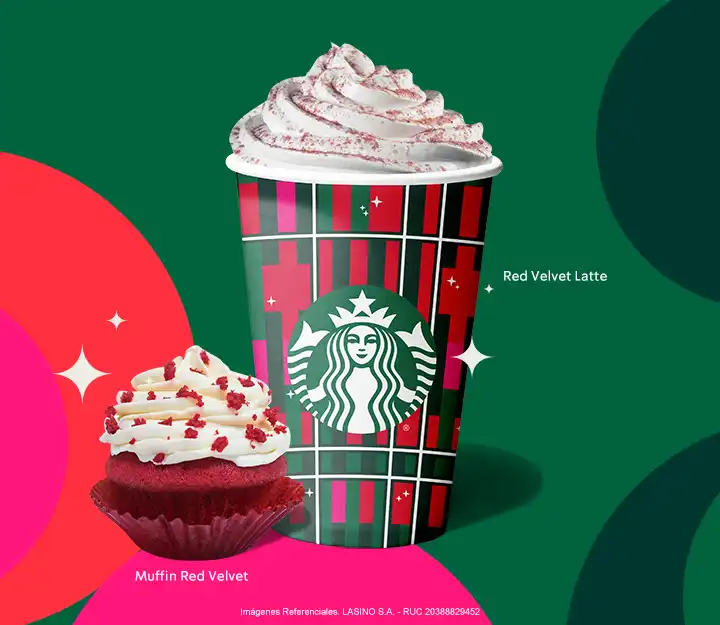 Red Velvet Latte
Muffin Red Velvet
Imágenes Referenciales. LASINO S.A. - RUC 20388829452